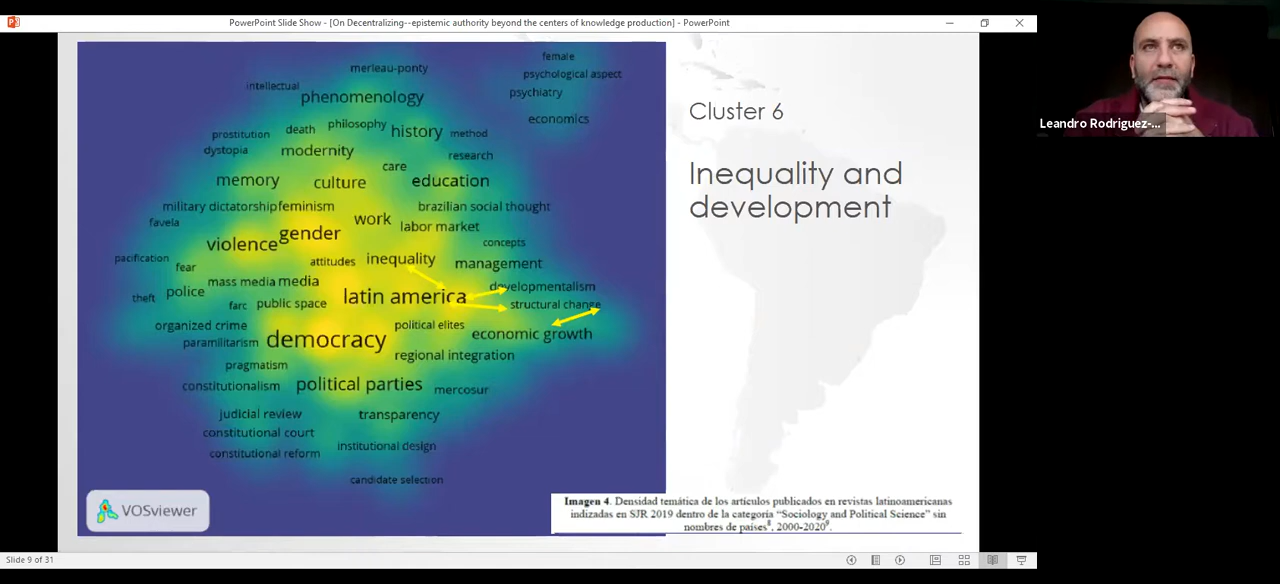 PowerPoint Slide Show - [On Decentralizing--epistemic authority beyond the centers of knowledge production] - PowerPoint
female
merleau-ponty
psychological aspect
intellectual
psychiatry
phenomenology
economics
death philosophy history method
prostitution
dystopia modernity research
care
memory culture education
military dictatorship feminism brazilian social thought
favela work labor market
violence gender concepts
pacification attitudes inequality management
fear
mass media media developmentalism
theft police latin america structural change
farc public space
organized crime political elites economic growth
paramilitarism democracy
regional integration
pragmatism
constitutionalism political parties mercosur
judicial review transparency
constitutional court
constitutional reform institutional design
candidate selection
VOSviewer
Cluster 6
Inequality and
development
Imagen 4. Densidad temática de los artículos publicados en revistas latinoamericanas
indizadas en SJR 2019 dentro de la categoría “Sociology and Political Science” sin
nombres de países⁸, 2000-2020⁹.
Leandro Rodriguez-...
Slide 9 of 31